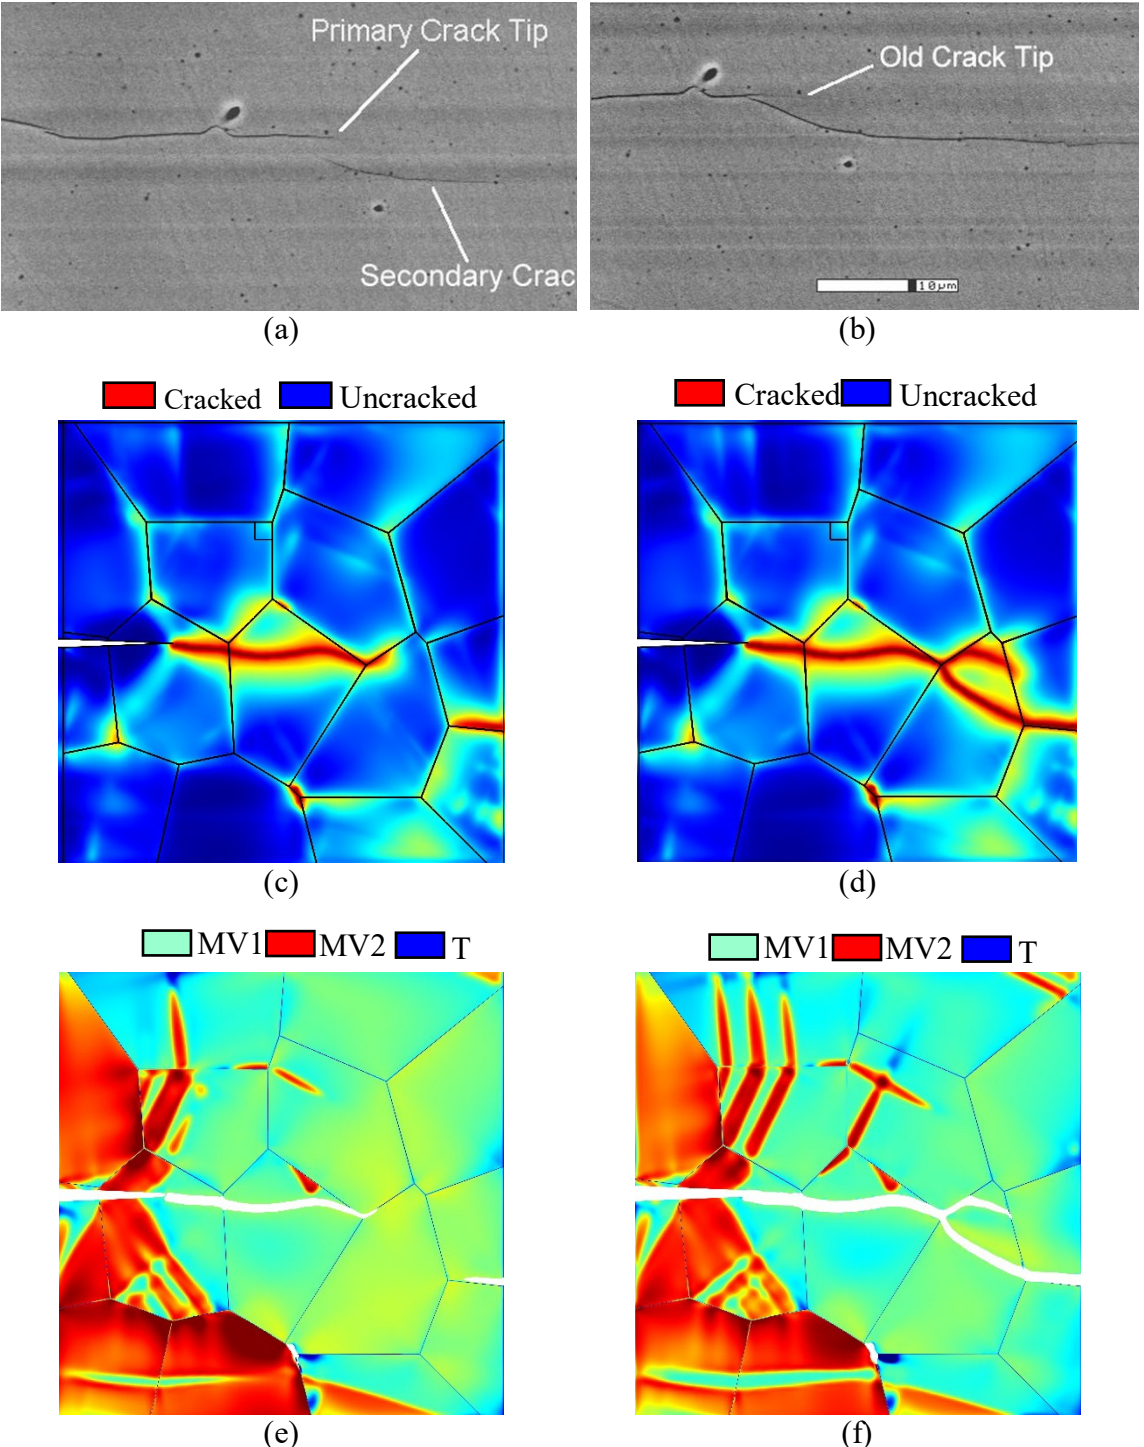 Primary Crack Tip
Secondary Crac
Old Crack Tip
10µm
(a)
(b)
Cracked Uncracked
Cracked Uncracked
(c)
(d)
MV1 MV2 T
MV1 MV2 T
(e)
(f)